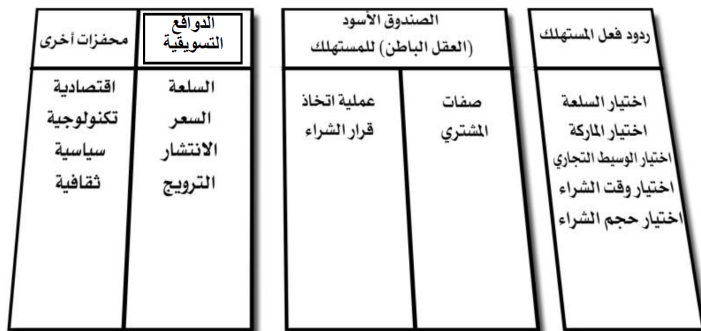 ردود فعل المستهلك
اختيار السلعة
اختيار الماركة
اختيار الوسيط التجاري
اختيار وقت الشراء
اختيار حجم الشراء
الصندوق الأسود
(العقل الباطن) للمستهلك
صفات
المشتري
عملية اتخاذ
قرار الشراء
الدوافع
التسويقية
السلعة
السعر
الانتشار
الترويج
محفزات أخرى
اقتصادية
تكنولوجية
سياسية
ثقافية